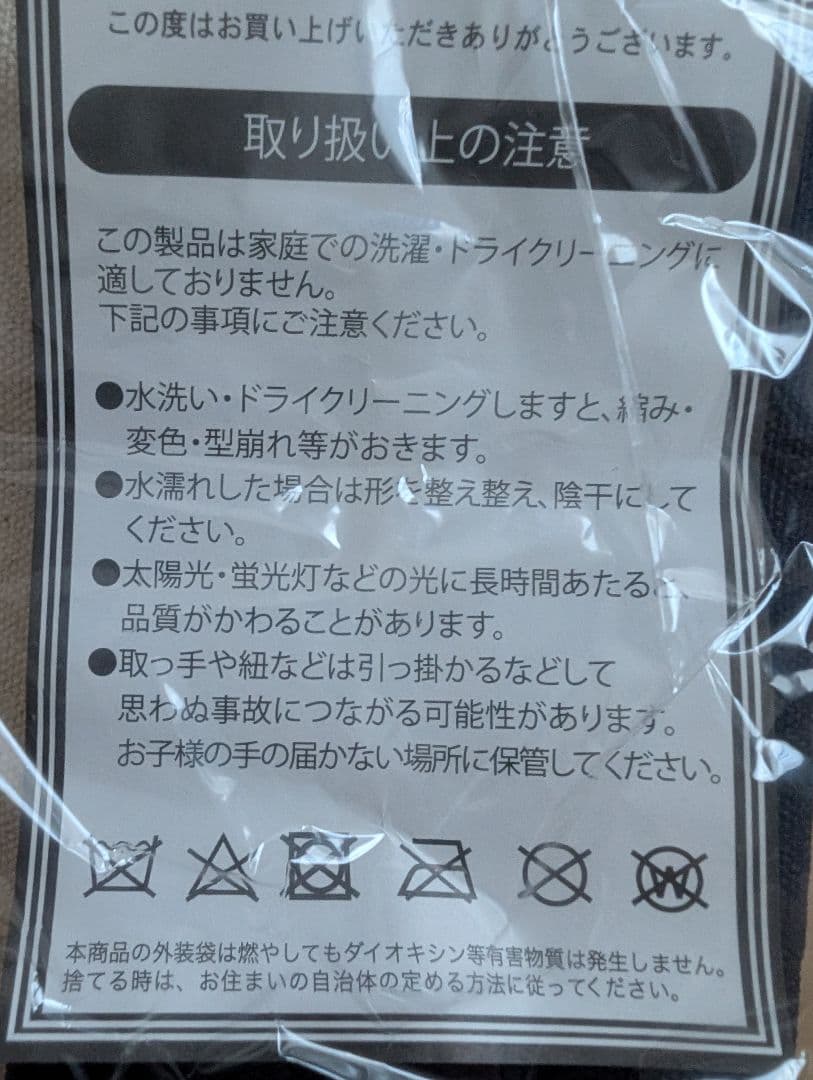 この度はお買い上げいただきありがとうございます。
取り扱い上の注意
この製品は家庭での洗濯・ドライクリーニングに
適しておりません。
下記の事項にご注意ください。
●水洗い・ドライクリーニングしますと、縮み・
変色・型崩れ等がおきます。
●水濡れした場合は形を整え整え、陰干にして
ください。
●太陽光・蛍光灯などの光に長時間あたると、
品質がかわることがあります。
●取っ手や紐などは引っ掛かるなどして
思わぬ事故につながる可能性があります。
お子様の手の届かない場所に保管してください。
W
本商品の外装袋は燃やしてもダイオキシン等有害物質は発生しません。
捨てる時は、お住まいの自治体の定める方法に従ってください。